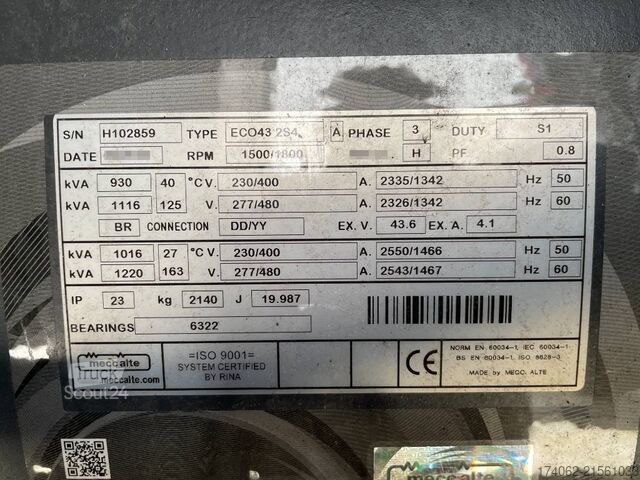 S/N H102859 TYPE ECO43 2S4 A PHASE 3 DUTY S1
DATE RPM 1500/1800 H PF 0.8
kVA 930 40 °C V. 230/400 A. 2335/1342 Hz 50
kVA 1116 125 V. 277/480 A. 2326/1342 Hz 60
BR CONNECTION DD/YY EX. V. 43.6 EX. A. 4.1
kVA 1016 27 °C V. 230/400 A. 2550/1466 Hz 50
kVA 1220 163 V. 277/480 A. 2543/1467 Hz 60
IP 23 kg 2140 J 19.987
BEARINGS 6322
meccalte
meccalte.com
=ISO 9001=
SYSTEM CERTIFIED
BY RINA
CE
NORM EN 60034-1, IEC 60034-1
BS EN 60034-1, ISO 8528-3
MADE BY MECC ALTE
Truck
Scout24
meccalte
174062-21561033